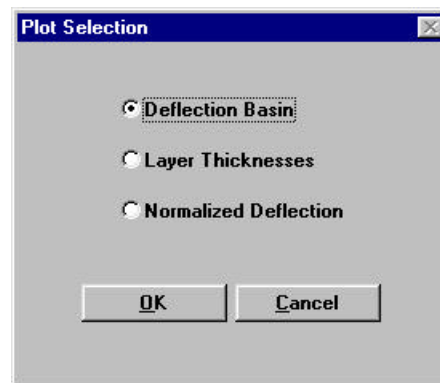 Plot Selection
Deflection Basin
Layer Thicknesses
Normalized Deflection
OK Cancel